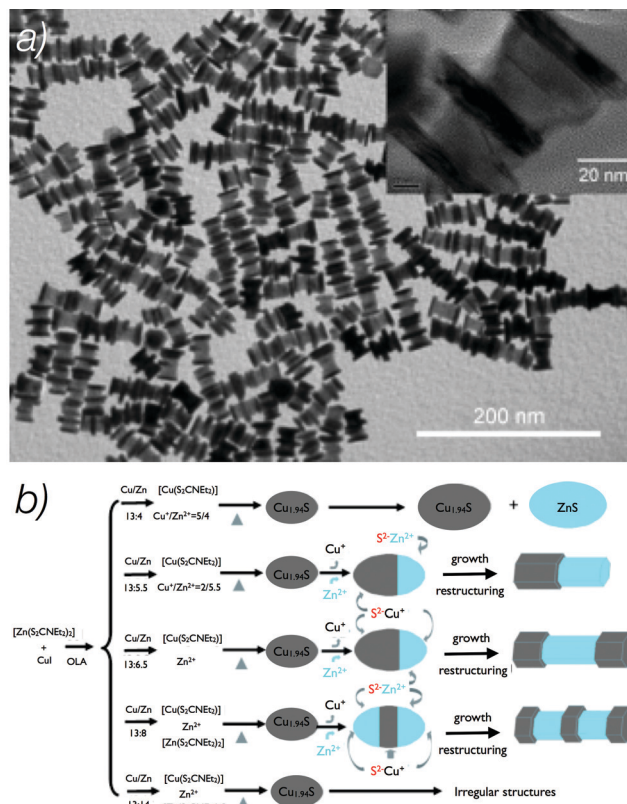 a)
20 nm
200 nm
b)
Cu/Zn [Cu(S₂CNEt₂)]
13:4 Cu⁺/Zn²⁺=5/4
Cu₁.₉₄S
Cu₁.₉₄S + ZnS
Cu/Zn [Cu(S₂CNEt₂)]
13:5.5 Cu⁺/Zn²⁺=2/5.5
Cu₁.₉₄S
Cu⁺
Zn²⁺
S²⁻Zn²⁺
growth
restructuring
S²⁻Cu⁺
[Zn(S₂CNEt₂)₂]
+
CuI
OLA
Cu/Zn [Cu(S₂CNEt₂)]
13:6.5 Zn²⁺
Cu₁.₉₄S
Cu⁺
Zn²⁺
growth
restructuring
S²⁻Zn²⁺
Cu/Zn [Cu(S₂CNEt₂)]
13:8 Zn²⁺
[Zn(S₂CNEt₂)₂]
Cu₁.₉₄S
Cu⁺
Zn²⁺
growth
restructuring
S²⁻Cu⁺
Cu/Zn [Cu(S₂CNEt₂)]
Zn²⁺
Cu₁.₉₄S
Irregular structures